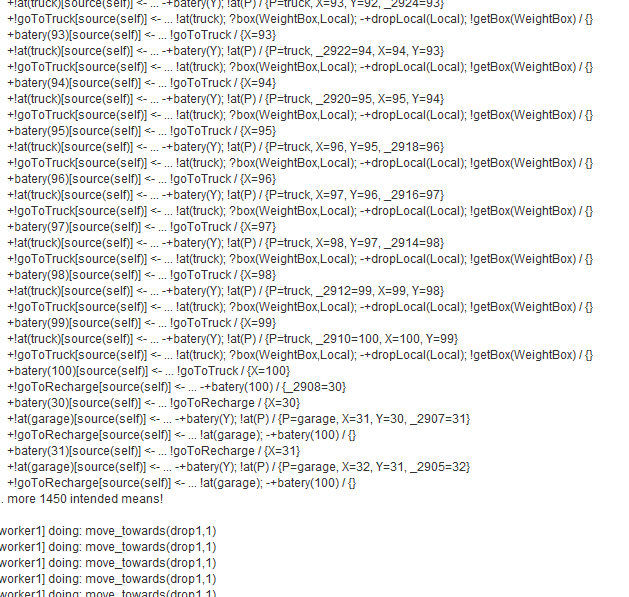 +!at(truck)[source(self)] <- ... -+batery(Y); !at(P) / {P=truck, X=93, Y=92, _2924=93}
+!goToTruck[source(self)] <- ... !at(truck); ?box(WeightBox,Local); -+dropLocal(Local); !getBox(WeightBox) / {}
+batery(93)[source(self)] <- ... !goToTruck / {X=93}
+!at(truck)[source(self)] <- ... -+batery(Y); !at(P) / {P=truck, _2922=94, X=94, Y=93}
+!goToTruck[source(self)] <- ... !at(truck); ?box(WeightBox,Local); -+dropLocal(Local); !getBox(WeightBox) / {}
+batery(94)[source(self)] <- ... !goToTruck / {X=94}
+!at(truck)[source(self)] <- ... -+batery(Y); !at(P) / {P=truck, _2920=95, X=95, Y=94}
+!goToTruck[source(self)] <- ... !at(truck); ?box(WeightBox,Local); -+dropLocal(Local); !getBox(WeightBox) / {}
+batery(95)[source(self)] <- ... !goToTruck / {X=95}
+!at(truck)[source(self)] <- ... -+batery(Y); !at(P) / {P=truck, X=96, Y=95, _2918=96}
+!goToTruck[source(self)] <- ... !at(truck); ?box(WeightBox,Local); -+dropLocal(Local); !getBox(WeightBox) / {}
+batery(96)[source(self)] <- ... !goToTruck / {X=96}
+!at(truck)[source(self)] <- ... -+batery(Y); !at(P) / {P=truck, X=97, Y=96, _2916=97}
+!goToTruck[source(self)] <- ... !at(truck); ?box(WeightBox,Local); -+dropLocal(Local); !getBox(WeightBox) / {}
+batery(97)[source(self)] <- ... !goToTruck / {X=97}
+!at(truck)[source(self)] <- ... -+batery(Y); !at(P) / {P=truck, X=98, Y=97, _2914=98}
+!goToTruck[source(self)] <- ... !at(truck); ?box(WeightBox,Local); -+dropLocal(Local); !getBox(WeightBox) / {}
+batery(98)[source(self)] <- ... !goToTruck / {X=98}
+!at(truck)[source(self)] <- ... -+batery(Y); !at(P) / {P=truck, _2912=99, X=99, Y=98}
+!goToTruck[source(self)] <- ... !at(truck); ?box(WeightBox,Local); -+dropLocal(Local); !getBox(WeightBox) / {}
+batery(99)[source(self)] <- ... !goToTruck / {X=99}
+!at(truck)[source(self)] <- ... -+batery(Y); !at(P) / {P=truck, _2910=100, X=100, Y=99}
+!goToTruck[source(self)] <- ... !at(truck); ?box(WeightBox,Local); -+dropLocal(Local); !getBox(WeightBox) / {}
+batery(100)[source(self)] <- ... !goToTruck / {X=100}
+!goToRecharge[source(self)] <- ... -+batery(100) / {_2908=30}
+batery(30)[source(self)] <- ... !goToRecharge / {X=30}
+!at(garage)[source(self)] <- ... -+batery(Y); !at(P) / {P=garage, X=31, Y=30, _2907=31}
+!goToRecharge[source(self)] <- ... !at(garage); -+batery(100) / {}
+batery(31)[source(self)] <- ... !goToRecharge / {X=31}
+!at(garage)[source(self)] <- ... -+batery(Y); !at(P) / {P=garage, X=32, Y=31, _2905=32}
+!goToRecharge[source(self)] <- ... !at(garage); -+batery(100) / {}
. more 1450 intended means!
worker1] doing: move_towards(drop1,1)
worker1] doing: move_towards(drop1,1)
worker1] doing: move_towards(drop1,1)
worker1] doing: move_towards(drop1,1)
worker1] doing: move_towards(drop1,1)